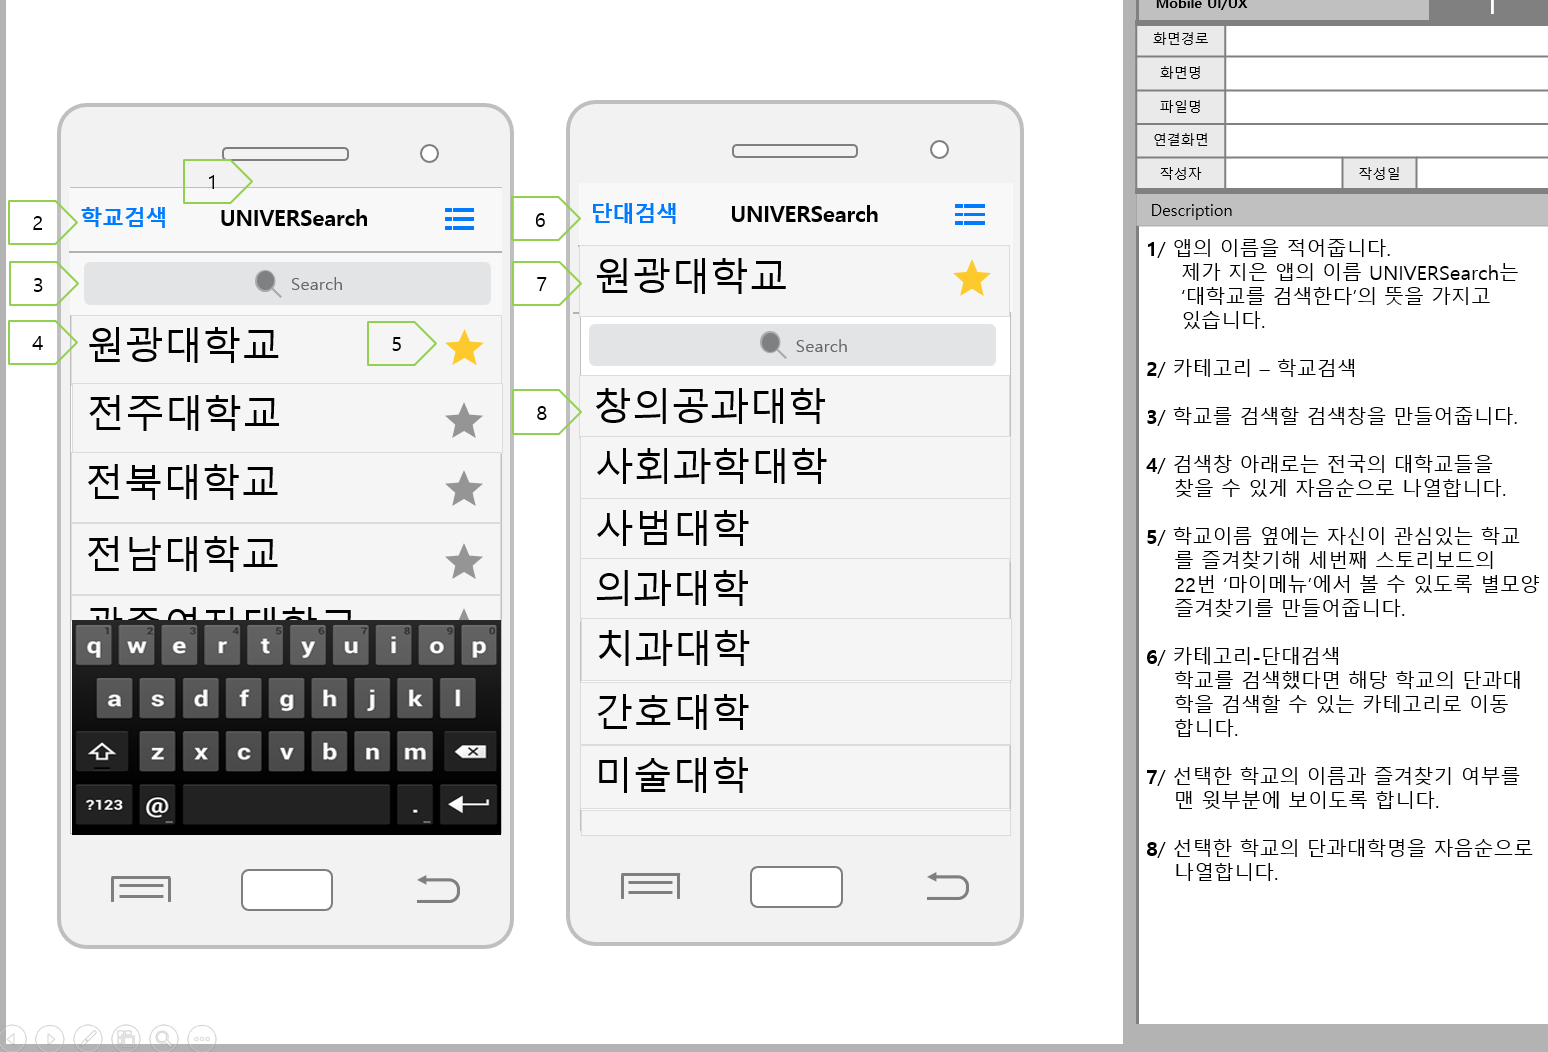 Mobile UI/UX
화면경로
화면명
파일명
연결화면
작성자 작성일
Description
1/ 앱의 이름을 적어줍니다.
제가 지은 앱의 이름 UNIVERSearch는
‘대학교를 검색한다’의 뜻을 가지고
있습니다.
2/ 카테고리 – 학교검색
3/ 학교를 검색할 검색창을 만들어줍니다.
4/ 검색창 아래로는 전국의 대학교들을
찾을 수 있게 자음순으로 나열합니다.
5/ 학교이름 옆에는 자신이 관심있는 학교
를 즐겨찾기해 세번째 스토리보드의
22번 ‘마이메뉴’에서 볼 수 있도록 별모양
즐겨찾기를 만들어줍니다.
6/ 카테고리-단대검색
학교를 검색했다면 해당 학교의 단과대
학을 검색할 수 있는 카테고리로 이동
합니다.
7/ 선택한 학교의 이름과 즐겨찾기 여부를
맨 윗부분에 보이도록 합니다.
8/ 선택한 학교의 단과대학명을 자음순으로
나열합니다.
1
2 학교검색 UNIVERSearch
3 Search
4 원광대학교 5
전주대학교
전북대학교
전남대학교
광주여자대학교
1 2 3 4 5 6 7 8 9 0
q w e r t y u i o p
a s d f g h j k l
z x c v b n m
?123 @ .
6 단대검색 UNIVERSearch
7 원광대학교
Search
8 창의공과대학
사회과학대학
사범대학
의과대학
치과대학
간호대학
미술대학